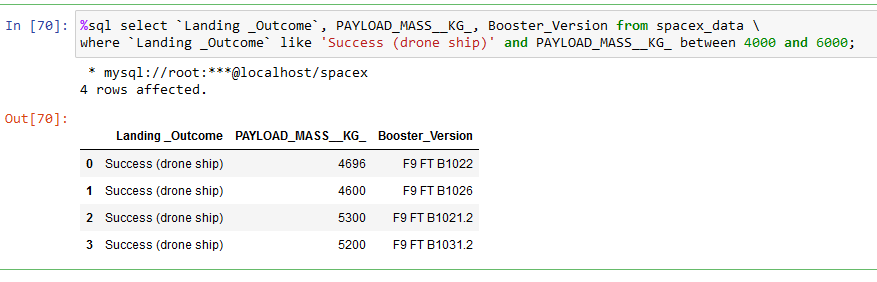 In [70]: %sql select `Landing _Outcome`, PAYLOAD_MASS__KG_, Booster_Version from spacex_data \
where `Landing _Outcome` like 'Success (drone ship)' and PAYLOAD_MASS__KG_ between 4000 and 6000;
* mysql://root:***@localhost/spacex
4 rows affected.
Out[70]:
Landing _Outcome PAYLOAD_MASS__KG_ Booster_Version
0 Success (drone ship) 4696 F9 FT B1022
1 Success (drone ship) 4600 F9 FT B1026
2 Success (drone ship) 5300 F9 FT B1021.2
3 Success (drone ship) 5200 F9 FT B1031.2